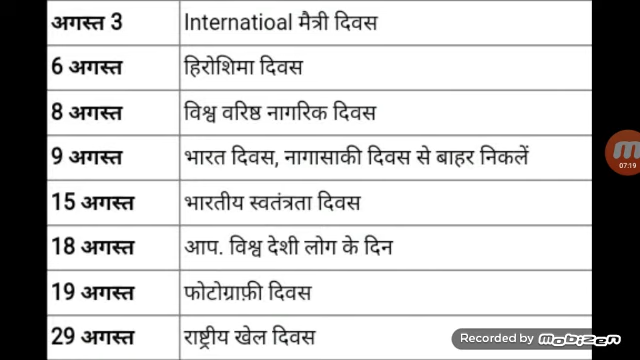 अगस्त 3 Internatioal मैत्री दिवस
6 अगस्त हिरोशिमा दिवस
8 अगस्त विश्व वरिष्ठ नागरिक दिवस
9 अगस्त भारत दिवस, नागासाकी दिवस से बाहर निकलें
07:19
15 अगस्त भारतीय स्वतंत्रता दिवस
18 अगस्त आप. विश्व देशी लोग के दिन
19 अगस्त फोटोग्राफ़ी दिवस
29 अगस्त राष्ट्रीय खेल दिवस
Recorded by mobizen